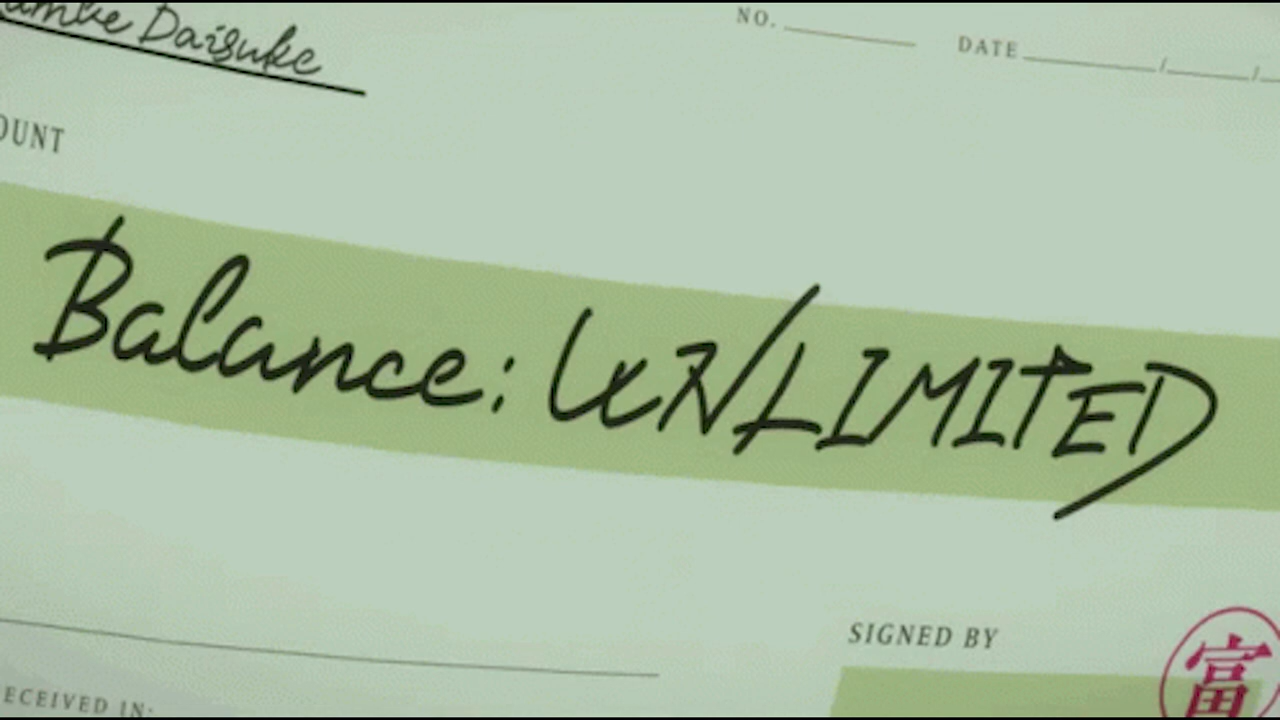 Daisuke
NO. DATE / /
OUNT
Balance: UNLIMITED
SIGNED BY
富
ECEIVED IN: